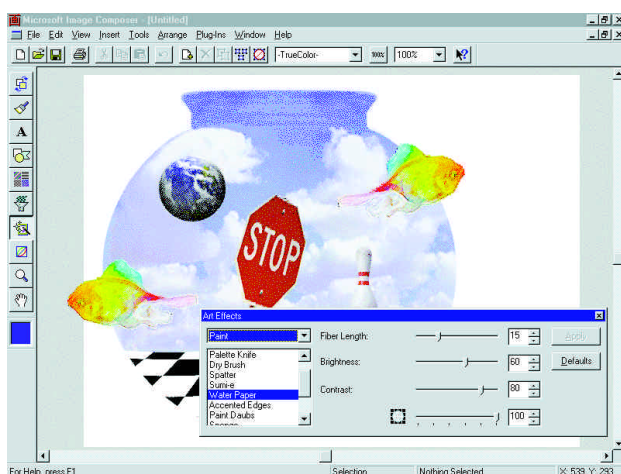 Microsoft Image Composer - [Untitled]
File Edit View Insert Tools Arrange Plug-Ins Window Help
-TrueColor- 100% 100%
A
STOP
Art Effects
Paint Fiber Length: 15 Apply
Palette Knife
Dry Brush Brightness: 60 Defaults
Spatter
Sumi-e
Water Paper Contrast: 80
Accented Edges
Paint Daubs 100
Sponge
For Help, press F1 Selection Nothing Selected X: 539, Y: 293